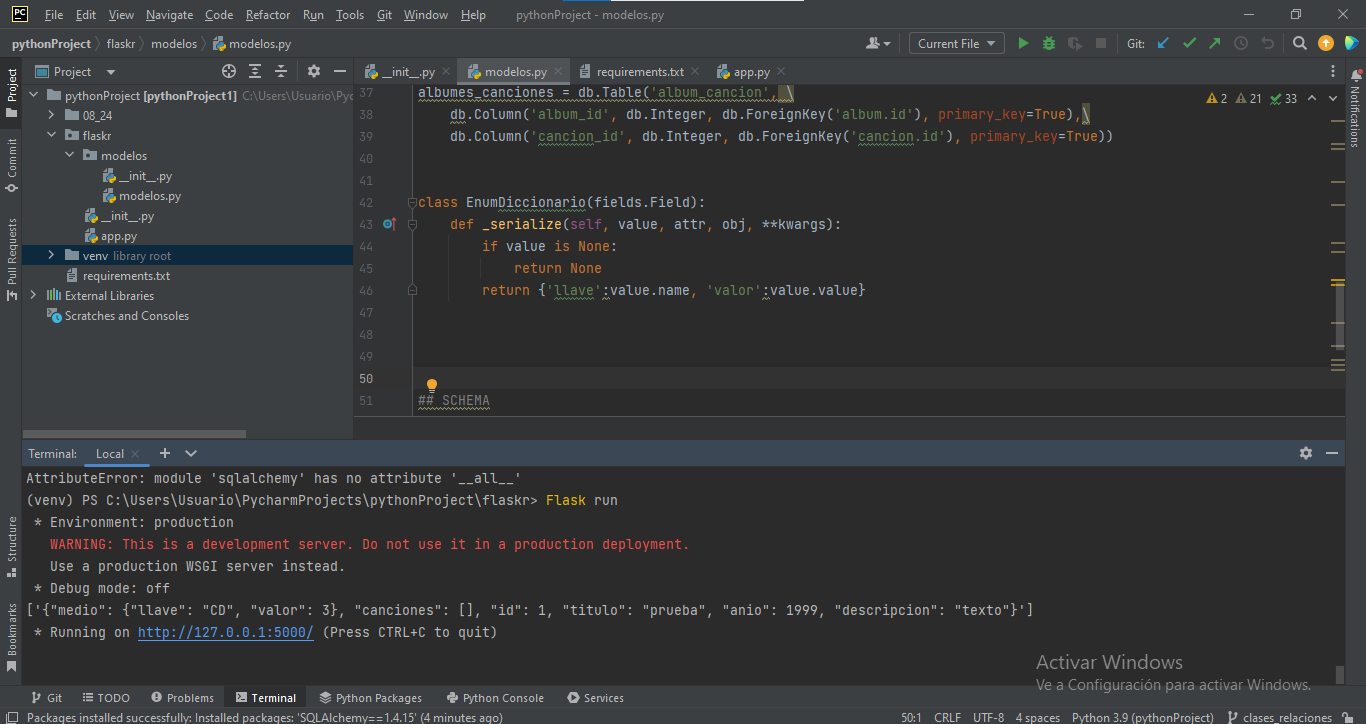 PC File Edit View Navigate Code Refactor Run Tools Git Window Help pythonProject - modelos.py
pythonProject flaskr modelos modelos.py Current File Git:
Project
Project
Commit
Pull Requests
Structure
Bookmarks
Notifications
pythonProject [pythonProject1] C:\Users\Usuario\Pyc
08_24
flaskr
modelos
__init__.py
modelos.py
__init__.py
app.py
venv library root
requirements.txt
External Libraries
Scratches and Consoles
__init__.py modelos.py requirements.txt app.py
2 21 33
37 albumes_canciones = db.Table('album_cancion', \
38 db.Column('album_id', db.Integer, db.ForeignKey('album.id'), primary_key=True),\
39 db.Column('cancion_id', db.Integer, db.ForeignKey('cancion.id'), primary_key=True))
40
41
42 class EnumDiccionario(fields.Field):
43 def _serialize(self, value, attr, obj, **kwargs):
44 if value is None:
45 return None
46 return {'llave':value.name, 'valor':value.value}
47
48
49
50
51 ## SCHEMA
Terminal: Local
AttributeError: module 'sqlalchemy' has no attribute '__all__'
(venv) PS C:\Users\Usuario\PycharmProjects\pythonProject\flaskr> Flask run
* Environment: production
WARNING: This is a development server. Do not use it in a production deployment.
Use a production WSGI server instead.
* Debug mode: off
['{"medio": {"llave": "CD", "valor": 3}, "canciones": [], "id": 1, "titulo": "prueba", "anio": 1999, "descripcion": "texto"}']
* Running on http://127.0.0.1:5000/ (Press CTRL+C to quit)
Activar Windows
Ve a Configuración para activar Windows.
Git TODO Problems Terminal Python Packages Python Console Services
Packages installed successfully: Installed packages: 'SQLAlchemy==1.4.15' (4 minutes ago) 50:1 CRLF UTF-8 4 spaces Python 3.9 (pythonProject) clases_relaciones